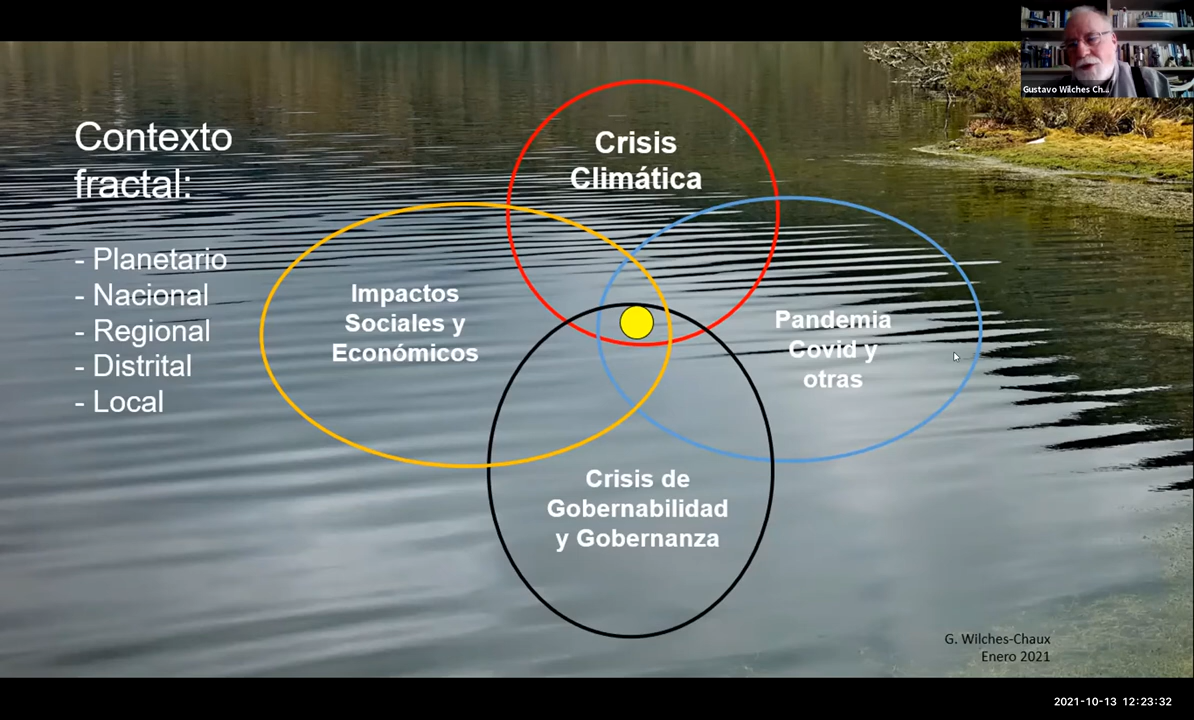 Gustavo Wilches Ch...
Contexto
fractal:
- Planetario
- Nacional
- Regional
- Distrital
- Local
Crisis
Climática
Impactos
Sociales y
Económicos
Pandemia
Covid y
otras
Crisis de
Gobernabilidad
y Gobernanza
G. Wilches-Chaux
Enero 2021
2021-10-13 12:23:32